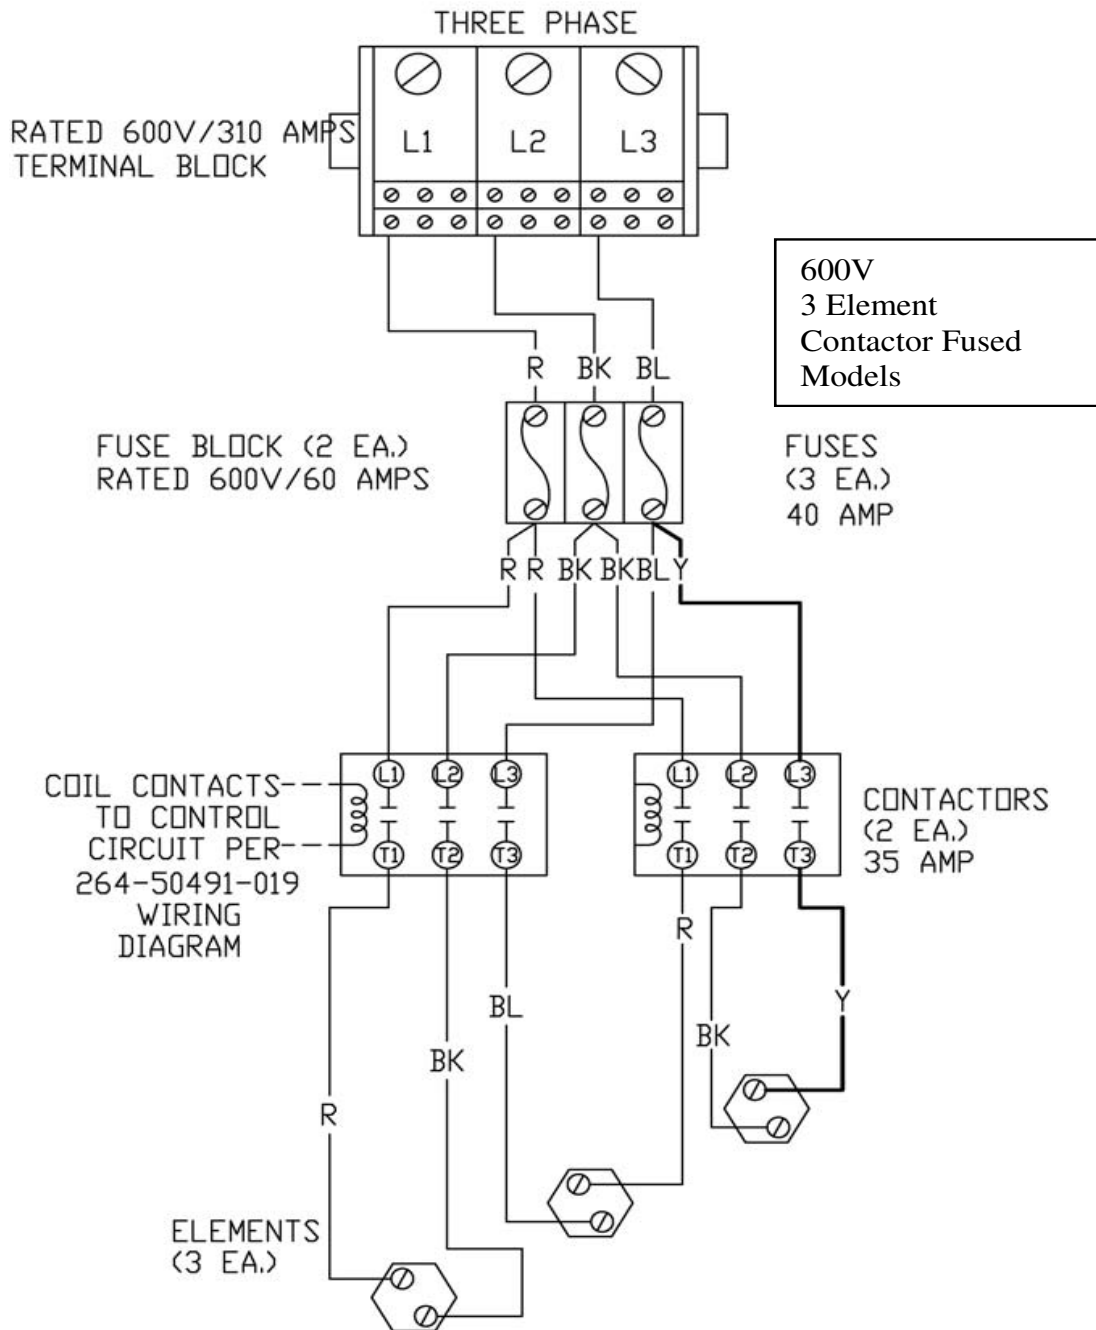 THREE PHASE
RATED 600V/310 AMPS
TERMINAL BLOCK
L1 L2 L3
600V
3 Element
Contactor Fused
Models
R BK BL
FUSE BLOCK (2 EA.)
RATED 600V/60 AMPS
FUSES
(3 EA.)
40 AMP
R R BK BK BL Y
COIL CONTACTS
TO CONTROL
CIRCUIT PER
264-50491-019
WIRING
DIAGRAM
L1 L2 L3
T1 T2 T3
L1 L2 L3
T1 T2 T3
CONTACTORS
(2 EA.)
35 AMP
R
BL
Y
BK
BK
R
ELEMENTS
(3 EA.)